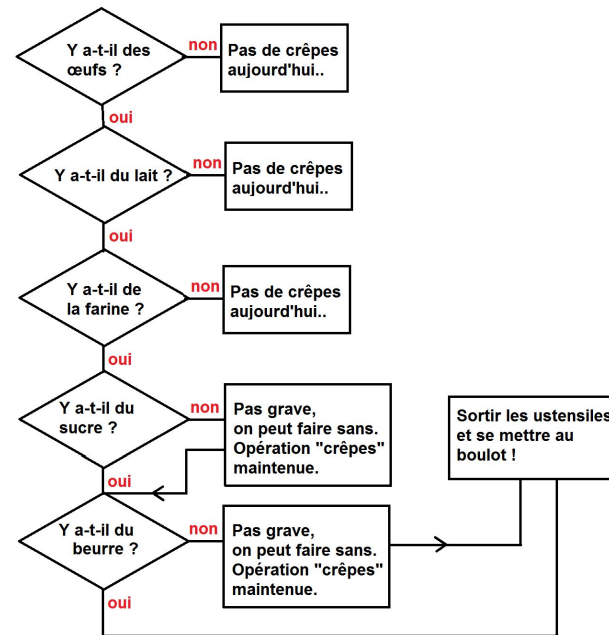 Y a-t-il des
œufs ?
non
Pas de crêpes
aujourd'hui..
oui
Y a-t-il du lait ?
non
Pas de crêpes
aujourd'hui..
oui
Y a-t-il de
la farine ?
non
Pas de crêpes
aujourd'hui..
oui
Y a-t-il du
sucre ?
non
Pas grave,
on peut faire sans.
Opération "crêpes"
maintenue.
oui
Y a-t-il du
beurre ?
non
Pas grave,
on peut faire sans.
Opération "crêpes"
maintenue.
oui
Sortir les ustensiles
et se mettre au
boulot !